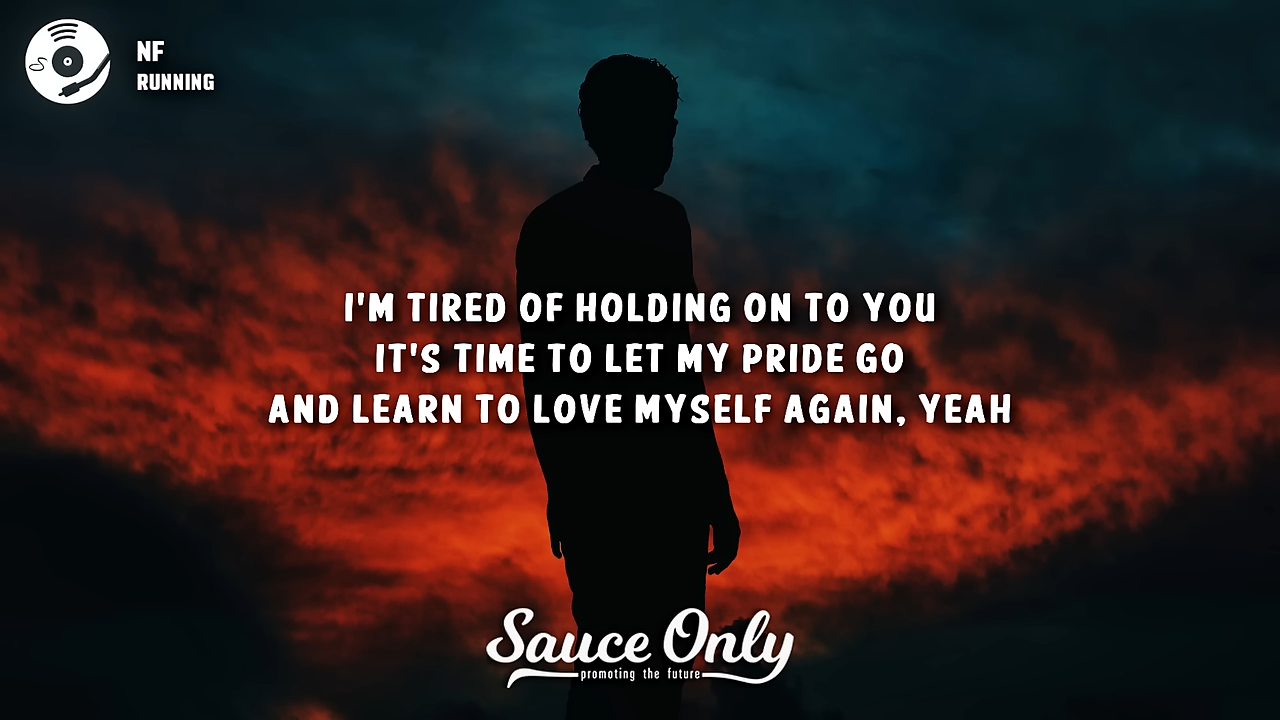 NF
RUNNING
I'M TIRED OF HOLDING ON TO YOU
IT'S TIME TO LET MY PRIDE GO
AND LEARN TO LOVE MYSELF AGAIN, YEAH
Sauce Only
promoting the future